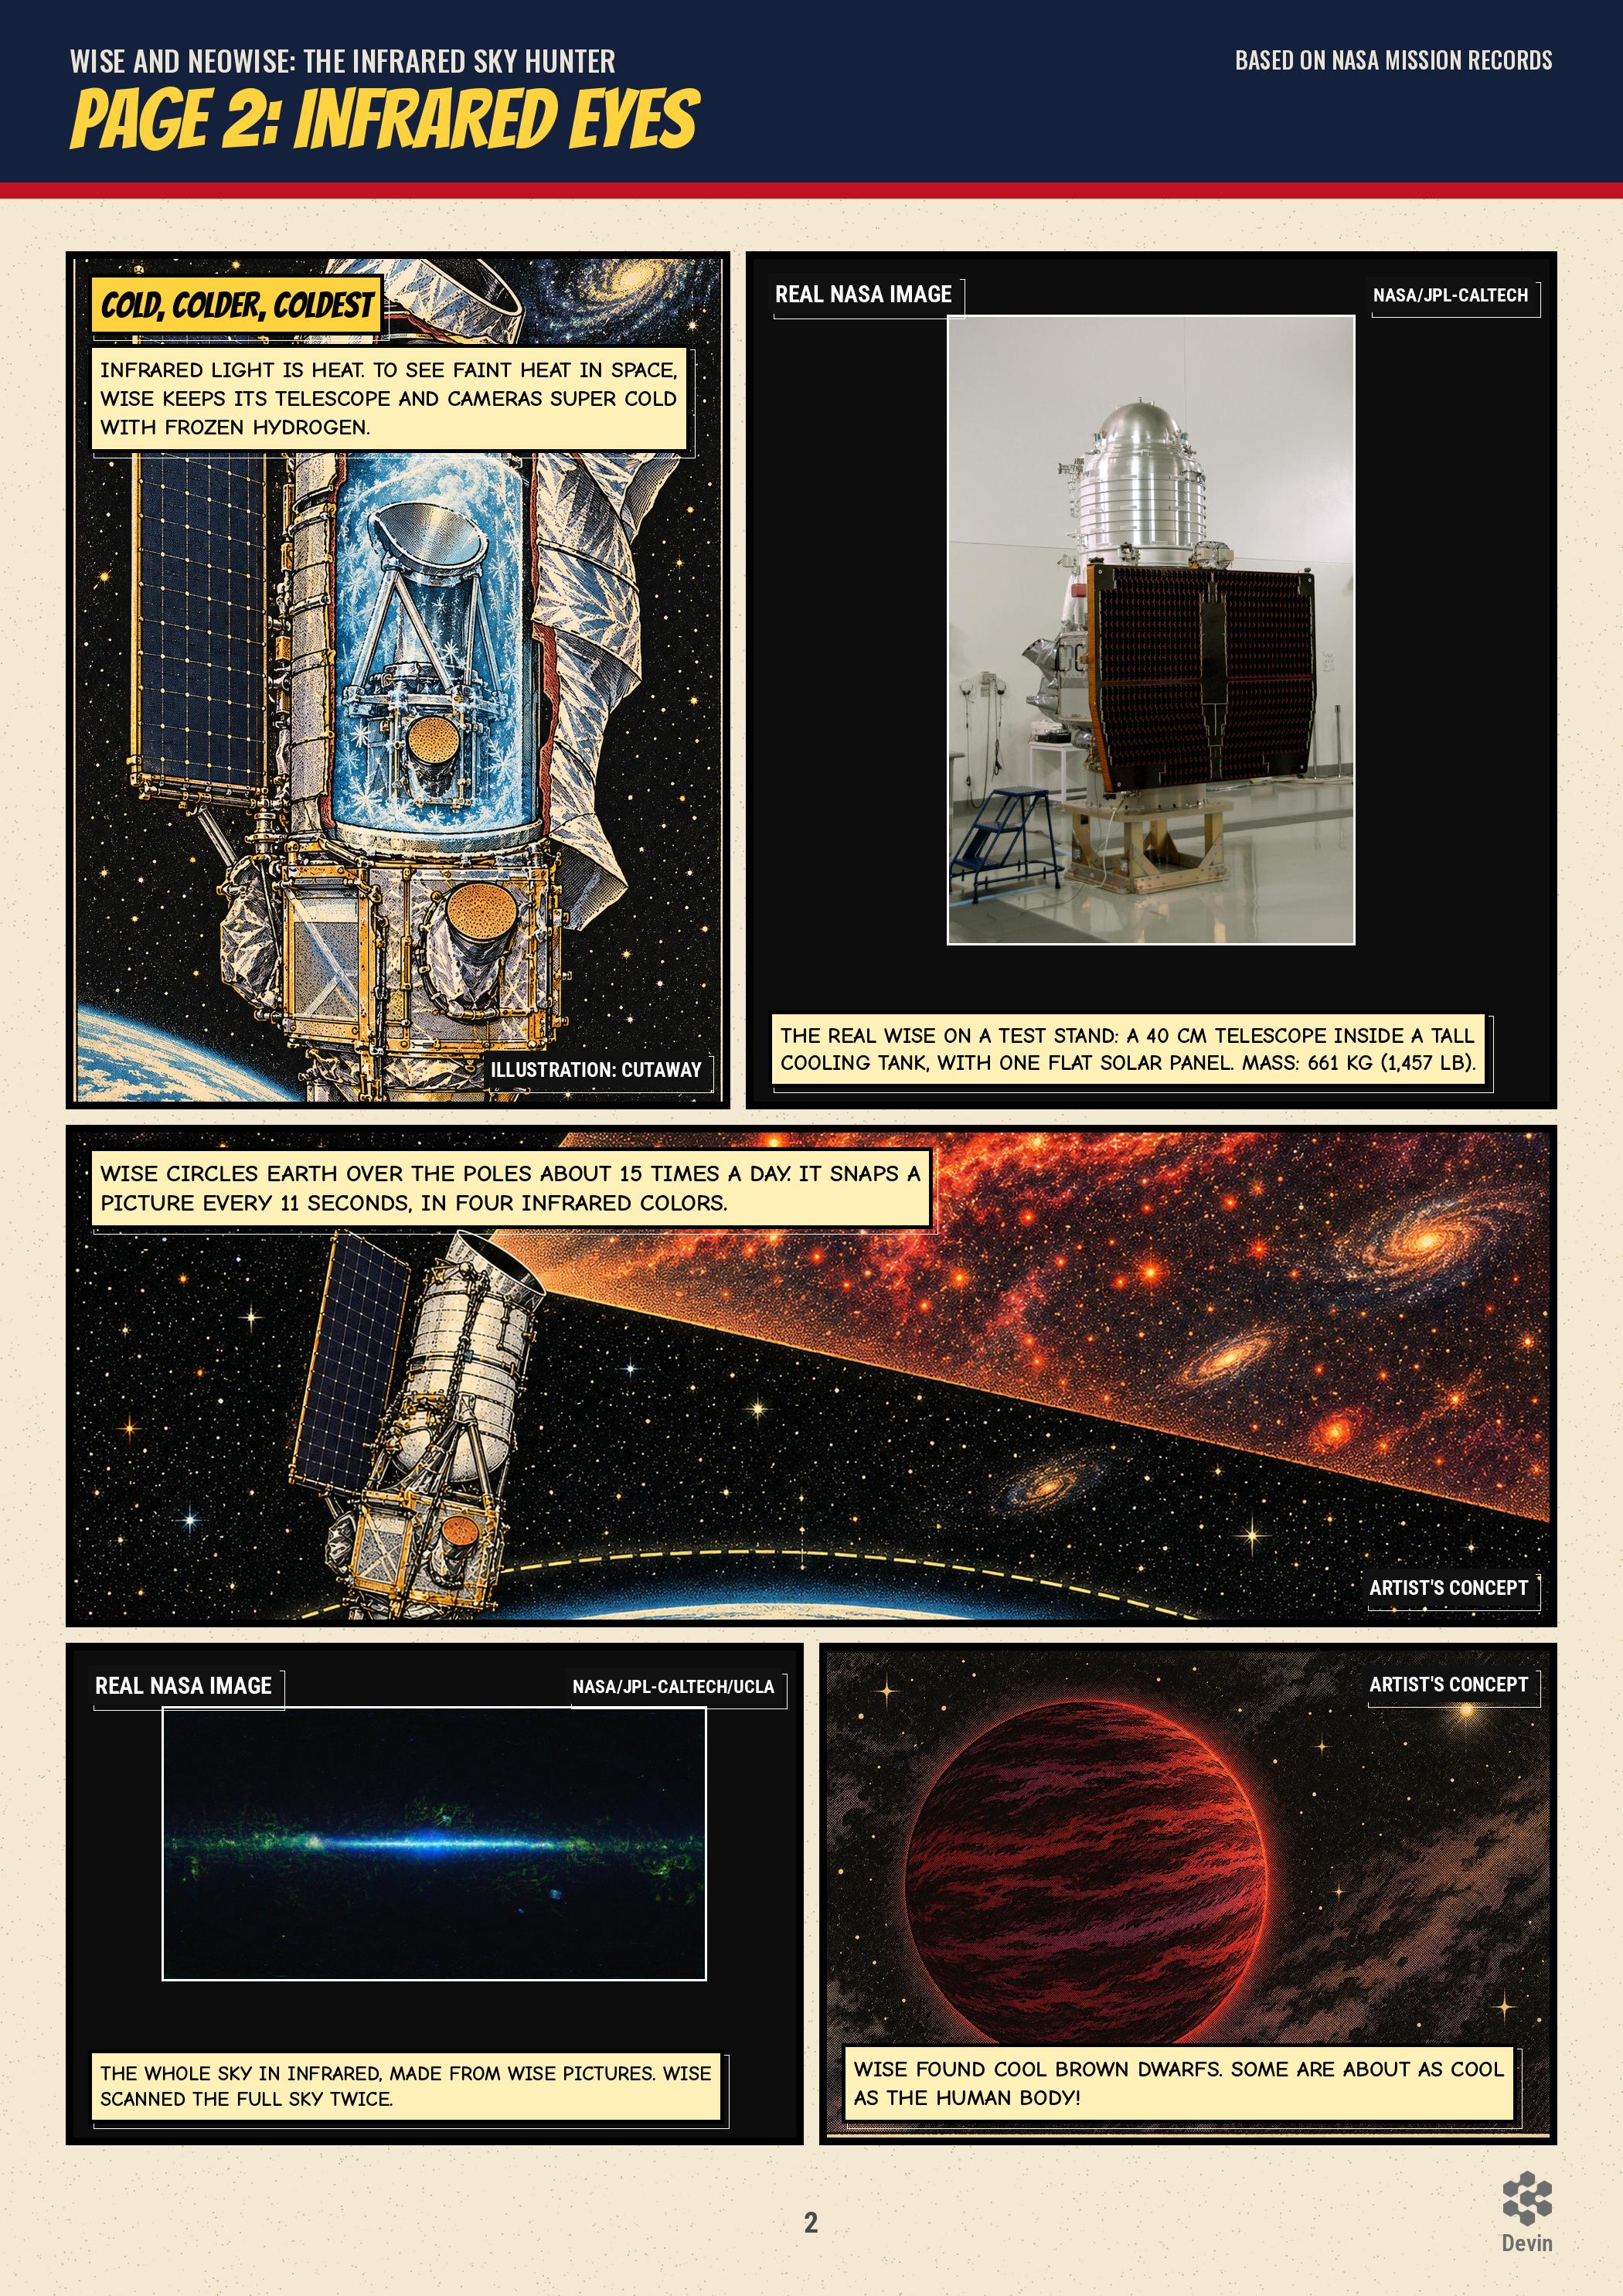 WISE AND NEOWISE: THE INFRARED SKY HUNTER
BASED ON NASA MISSION RECORDS
PAGE 2: INFRARED EYES
COLD, COLDER, COLDEST
INFRARED LIGHT IS HEAT. TO SEE FAINT HEAT IN SPACE,
WISE KEEPS ITS TELESCOPE AND CAMERAS SUPER COLD
WITH FROZEN HYDROGEN.
ILLUSTRATION: CUTAWAY
REAL NASA IMAGE
NASA/JPL-CALTECH
THE REAL WISE ON A TEST STAND: A 40 CM TELESCOPE INSIDE A TALL
COOLING TANK, WITH ONE FLAT SOLAR PANEL. MASS: 661 KG (1,457 LB).
WISE CIRCLES EARTH OVER THE POLES ABOUT 15 TIMES A DAY. IT SNAPS A
PICTURE EVERY 11 SECONDS, IN FOUR INFRARED COLORS.
ARTIST'S CONCEPT
REAL NASA IMAGE
NASA/JPL-CALTECH/UCLA
THE WHOLE SKY IN INFRARED, MADE FROM WISE PICTURES. WISE
SCANNED THE FULL SKY TWICE.
ARTIST'S CONCEPT
WISE FOUND COOL BROWN DWARFS. SOME ARE ABOUT AS COOL
AS THE HUMAN BODY!
2
Devin